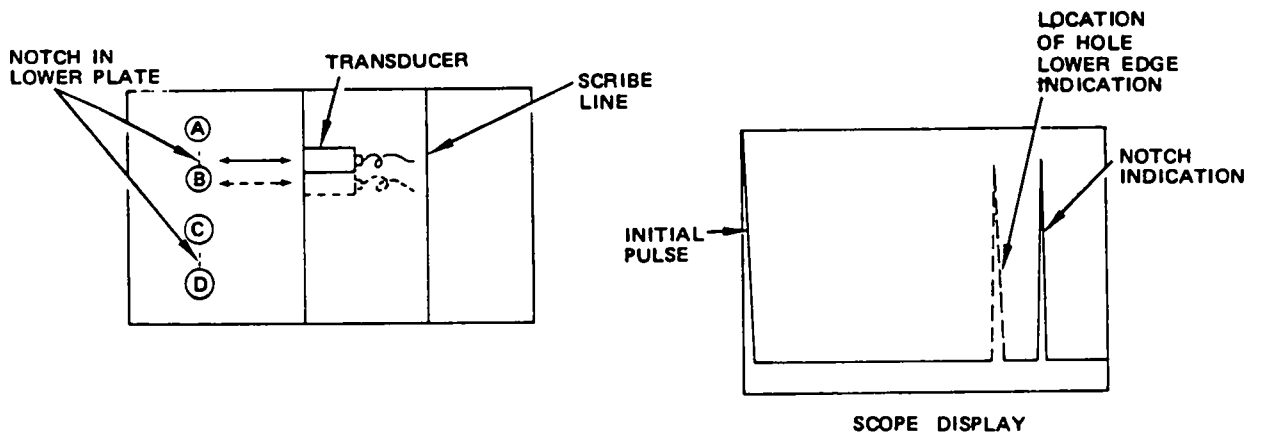 NOTCH IN
LOWER PLATE
TRANSDUCER
SCRIBE
LINE
A
B
C
D
LOCATION
OF HOLE
LOWER EDGE
INDICATION
NOTCH
INDICATION
INITIAL
PULSE
SCOPE DISPLAY